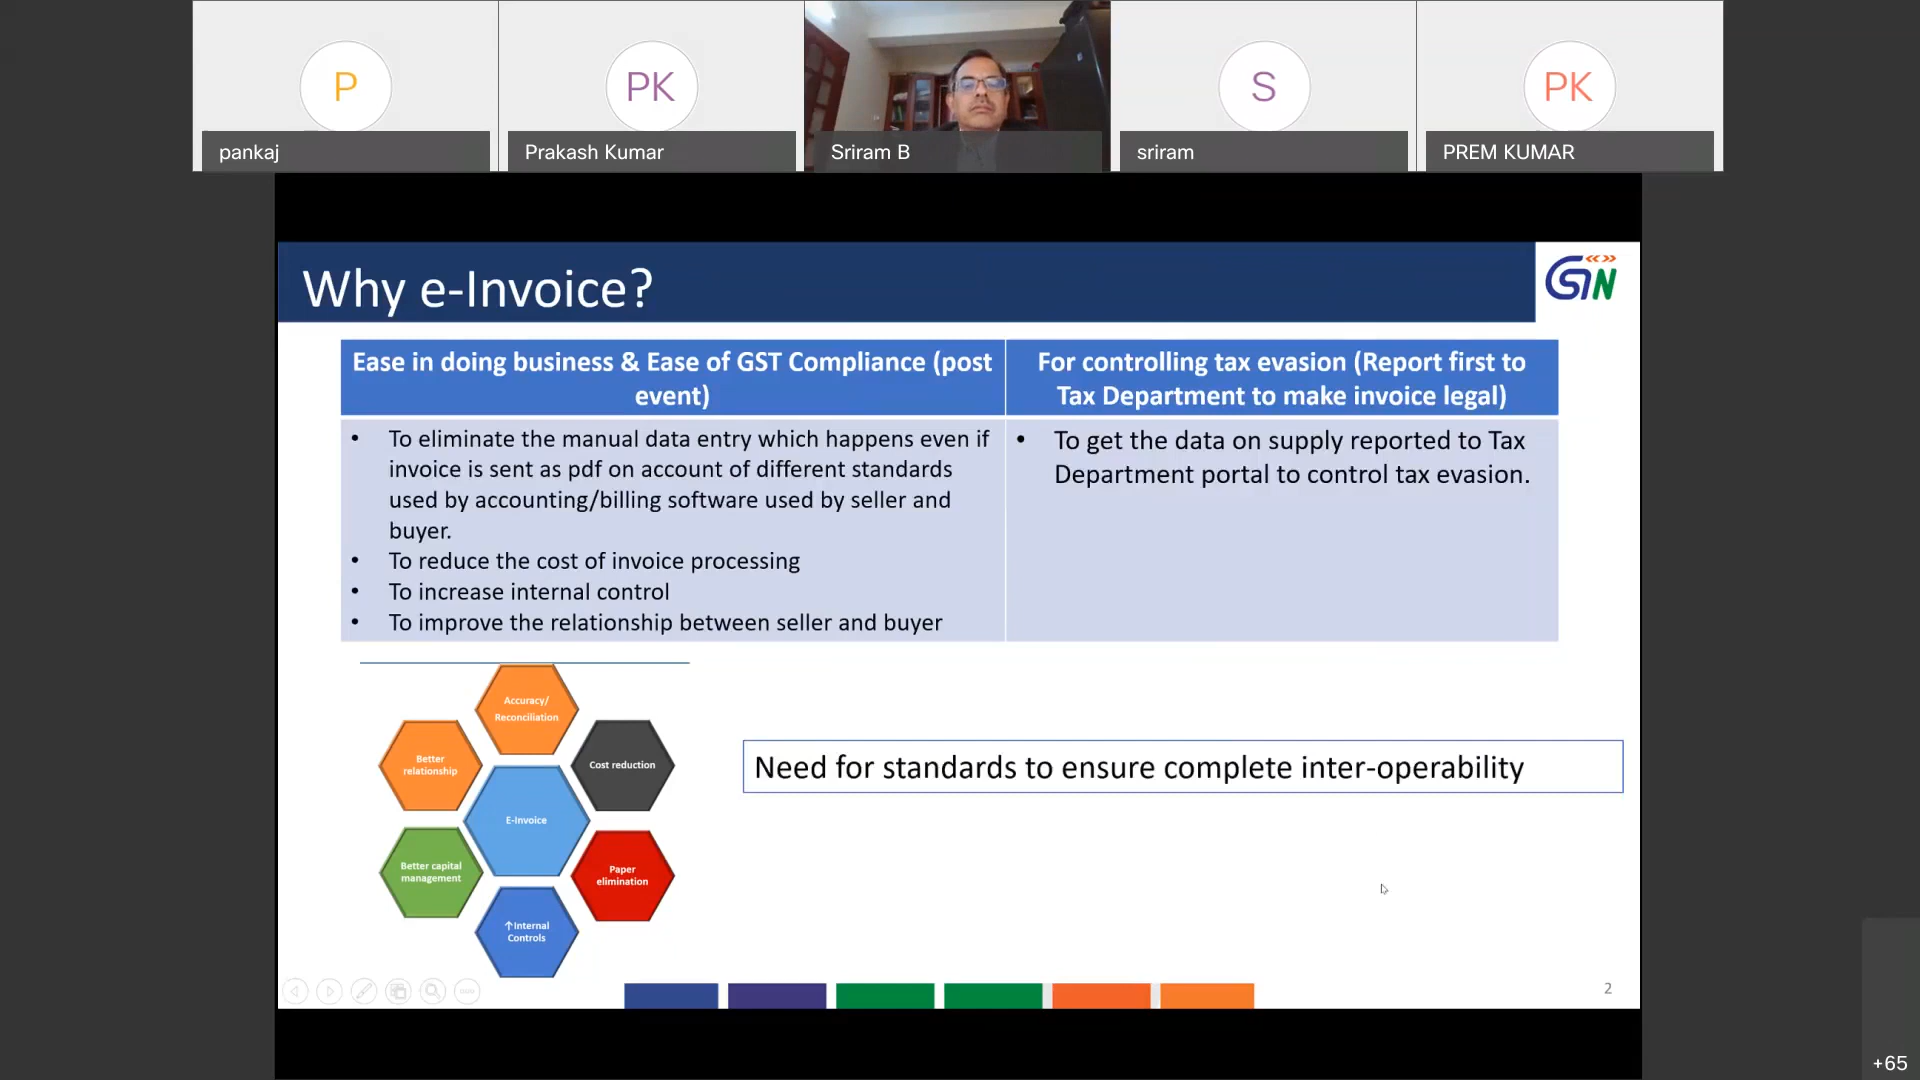 P
PK
S
PK
pankaj
Prakash Kumar
Sriram B
sriram
PREM KUMAR
Why e-Invoice?
GSTN
Ease in doing business & Ease of GST Compliance (post
event)
For controlling tax evasion (Report first to
Tax Department to make invoice legal)
• To eliminate the manual data entry which happens even if
invoice is sent as pdf on account of different standards
used by accounting/billing software used by seller and
buyer.
• To reduce the cost of invoice processing
• To increase internal control
• To improve the relationship between seller and buyer
• To get the data on supply reported to Tax
Department portal to control tax evasion.
Accuracy/
Reconciliation
Better
relationship
Cost reduction
E-Invoice
Better capital
management
Paper
elimination
↑Internal
Controls
Need for standards to ensure complete inter-operability
2
+65